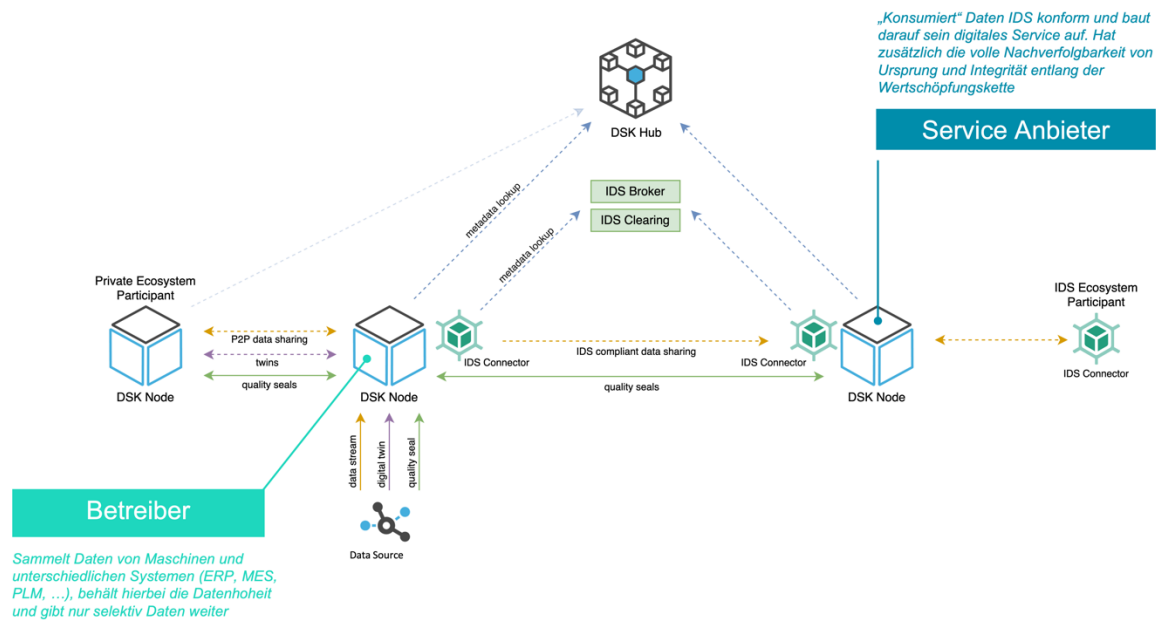 „Konsumiert“ Daten IDS konform und baut
darauf sein digitales Service auf. Hat
zusätzlich die volle Nachverfolgbarkeit von
Ursprung und Integrität entlang der
Wertschöpfungskette
Service Anbieter
DSK Hub
IDS Broker
IDS Clearing
metadata lookup
metadata lookup
Private Ecosystem
Participant
IDS Ecosystem
Participant
P2P data sharing
twins
quality seals
IDS Connector
IDS compliant data sharing
IDS Connector
IDS Connector
quality seals
DSK Node
DSK Node
DSK Node
data stream
digital twin
quality seal
Data Source
Betreiber
Sammelt Daten von Maschinen und
unterschiedlichen Systemen (ERP, MES,
PLM, …), behält hierbei die Datenhoheit
und gibt nur selektiv Daten weiter